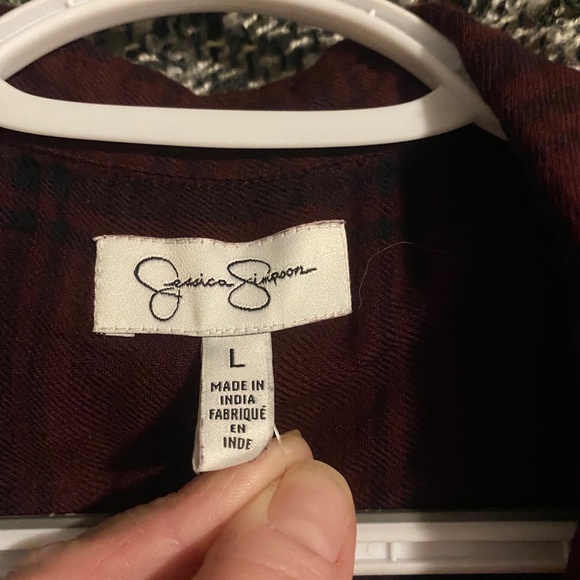 Jessica Simpson
L
MADE IN
INDIA
FABRIQUÉ
EN
INDE